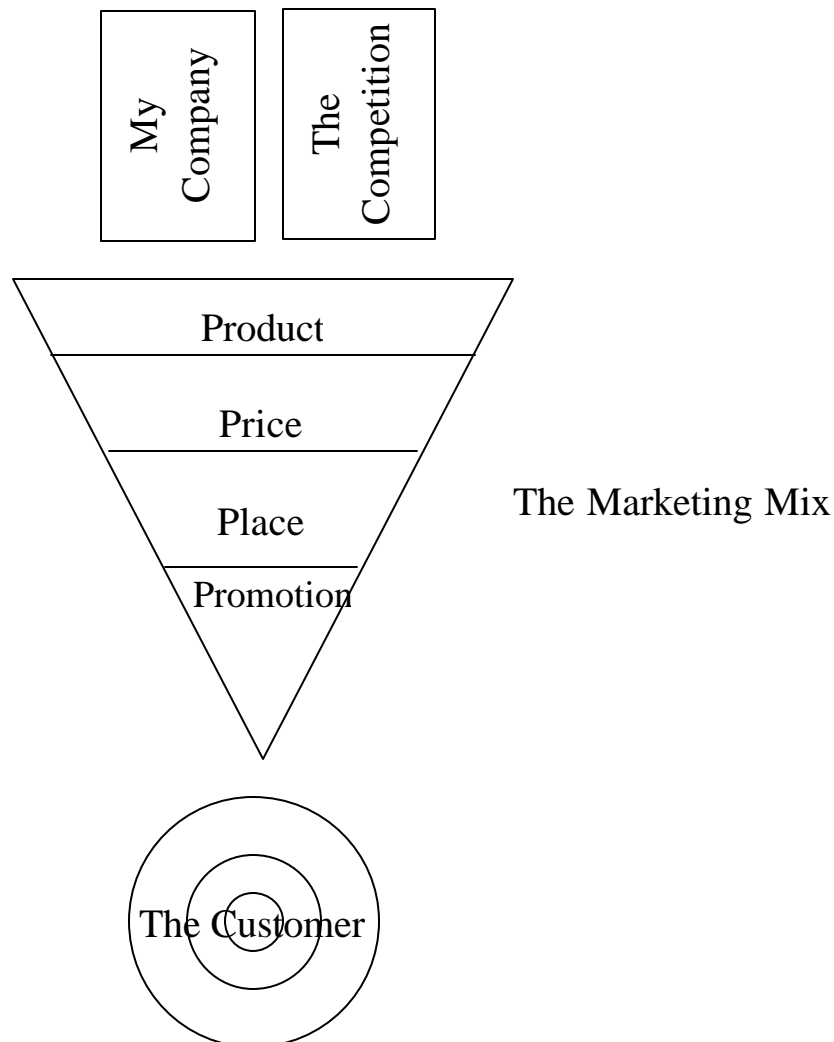 My
Company
The
Competition
Product
Price
Place
The Marketing Mix
Promotion
The Customer